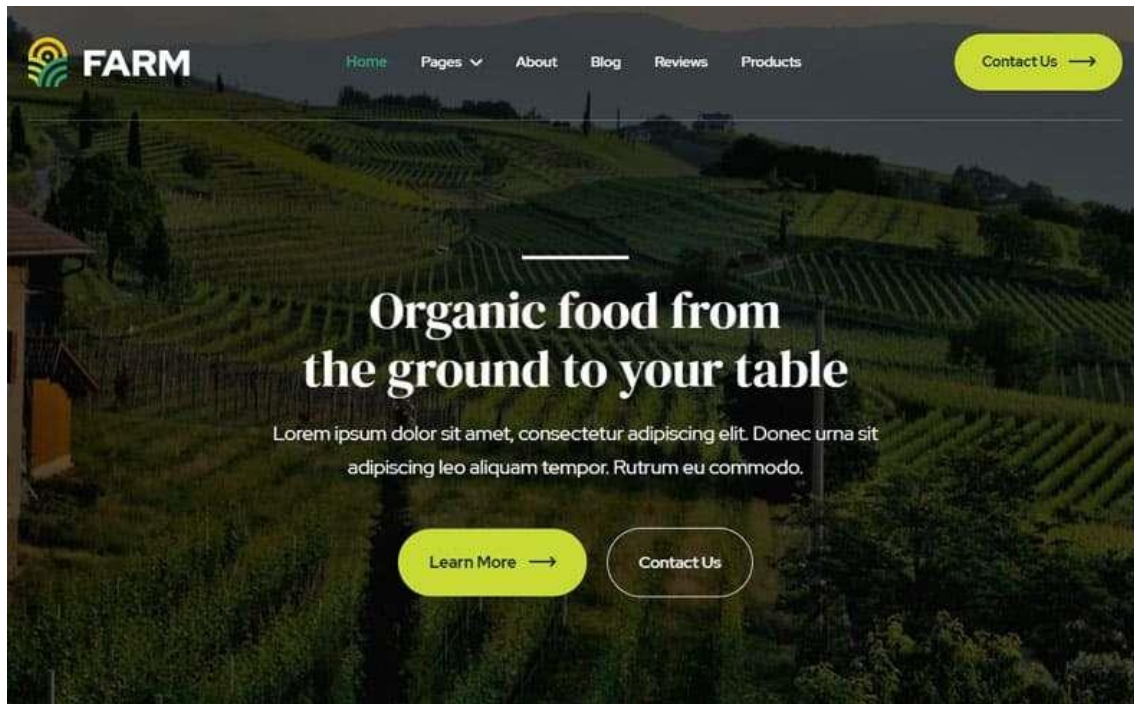 FARM
Home
Pages
About
Blog
Reviews
Products
Contact Us
Organic food from
the ground to your table
Lorem ipsum dolor sit amet, consectetur adipiscing elit. Donec urna sit
adipiscing leo aliquam tempor. Rutrum eu commodo.
Learn More
Contact Us